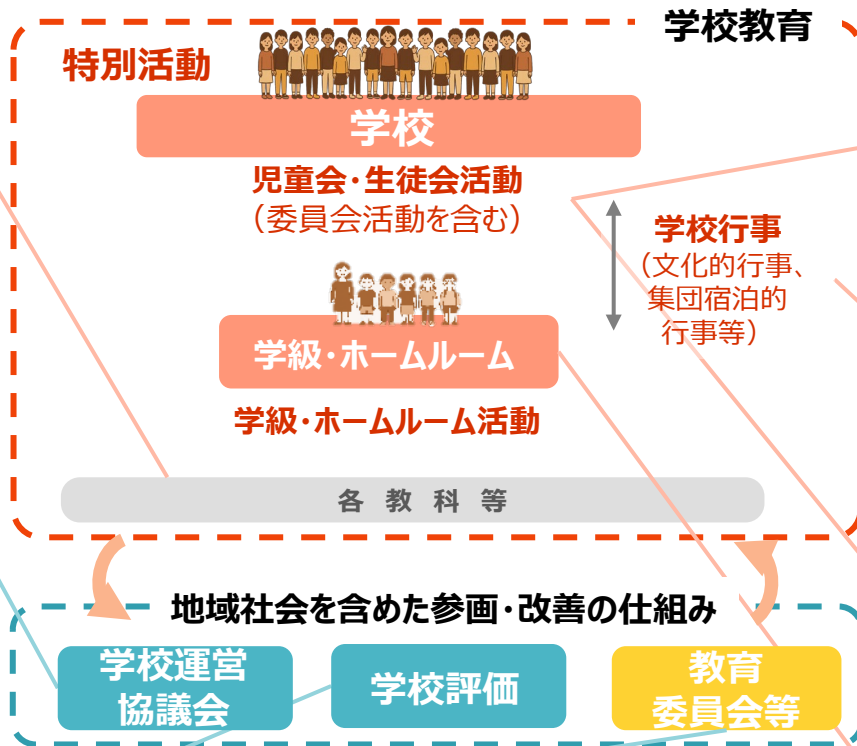 学校教育
特別活動
学校
児童会・生徒会活動
（委員会活動を含む）
学校行事
（文化的行事、
集団宿泊的
行事等）
学級・ホームルーム
学級・ホームルーム活動
各教科等
地域社会を含めた参画・改善の仕組み
学校運営
協議会
学校評価
教育
委員会等